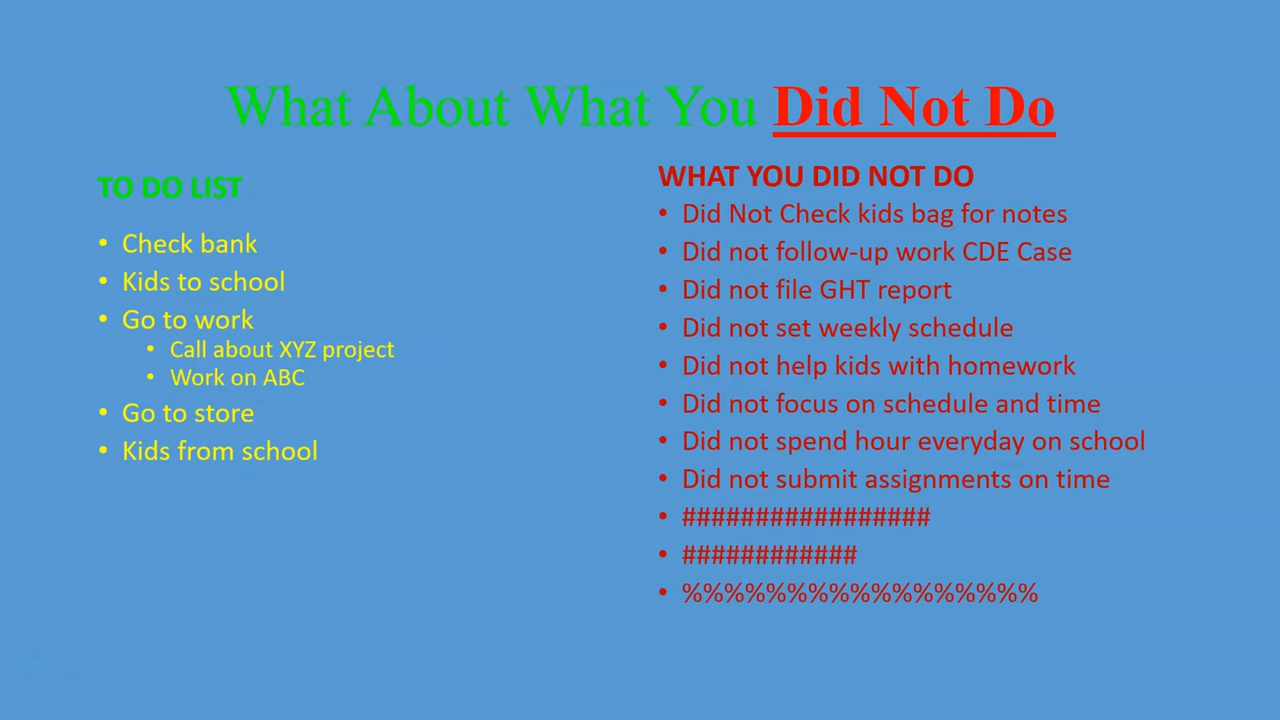 What About What You Did Not Do
TO DO LIST
• Check bank
• Kids to school
• Go to work
• Call about XYZ project
• Work on ABC
• Go to store
• Kids from school
WHAT YOU DID NOT DO
• Did Not Check kids bag for notes
• Did not follow-up work CDE Case
• Did not file GHT report
• Did not set weekly schedule
• Did not help kids with homework
• Did not focus on schedule and time
• Did not spend hour everyday on school
• Did not submit assignments on time
• #################
• ############
• %%%%%%%%%%%%%%%%%